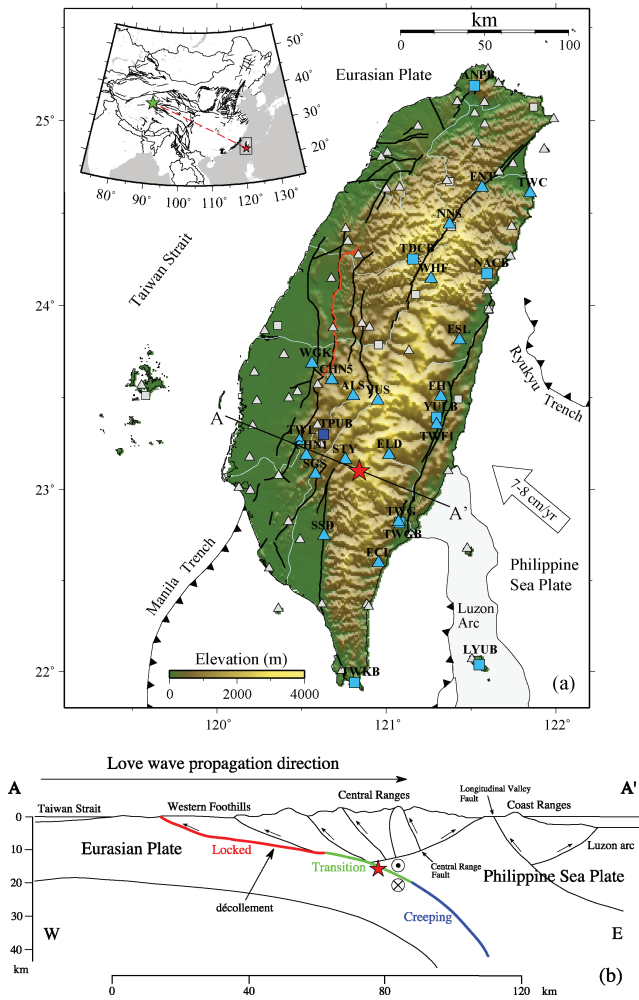 km
0 50 100
Eurasian Plate
50˚
40˚
30˚
20˚
80˚ 90˚ 100˚ 110˚ 120˚ 130˚
25˚
24˚
23˚
22˚
120˚ 121˚ 122˚
ANPB
ENT
TWC
NNS
TDCB
WHF
NACB
Taiwan Strait
ESL
Ryukyu Trench
WGK
CHN5
ALS
YUS
EHY
YULB
TWF1
A
TPUB
TWL
CHN1
STY
ELD
SGS
A'
7-8 cm/yr
TWG
TWGB
SSD
ECL
Manila Trench
Philippine
Sea Plate
Luzon
Arc
LYUB
Elevation (m)
0 2000 4000
TWKB
(a)
Love wave propagation direction
A
A'
Longitudinal Valley
Fault
Taiwan Strait
Western Foothills
Central Ranges
Coast Ranges
0
10
20
30
40
km
Eurasian Plate
Locked
Transition
Central Range
Fault
Luzon arc
Philippine Sea Plate
décollement
Creeping
W
E
0 40 80 120
km
(b)